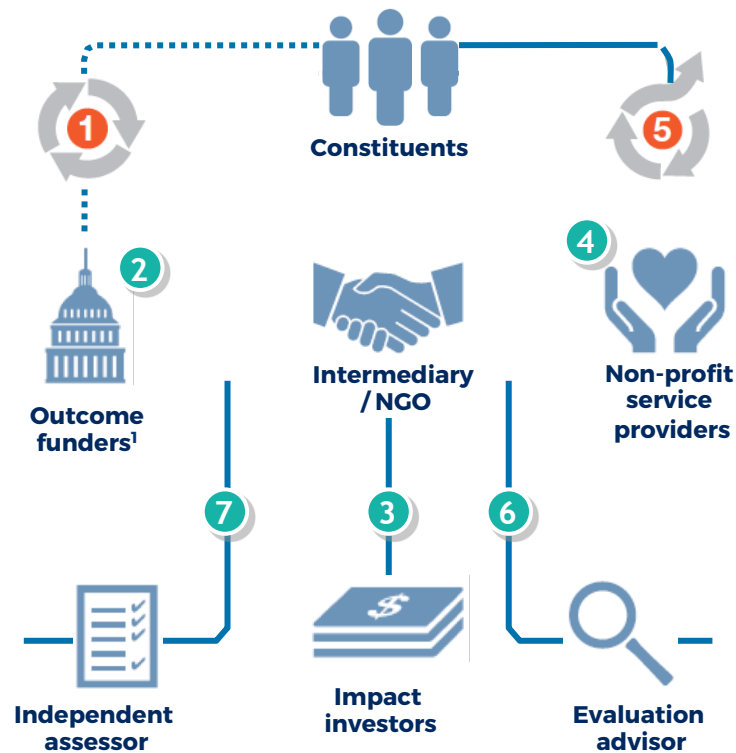 1
5
Constituents
2
4
Outcome
funders¹
Intermediary
/ NGO
Non-profit
service
providers
7
3
6
$
Independent
assessor
Impact
investors
Evaluation
advisor